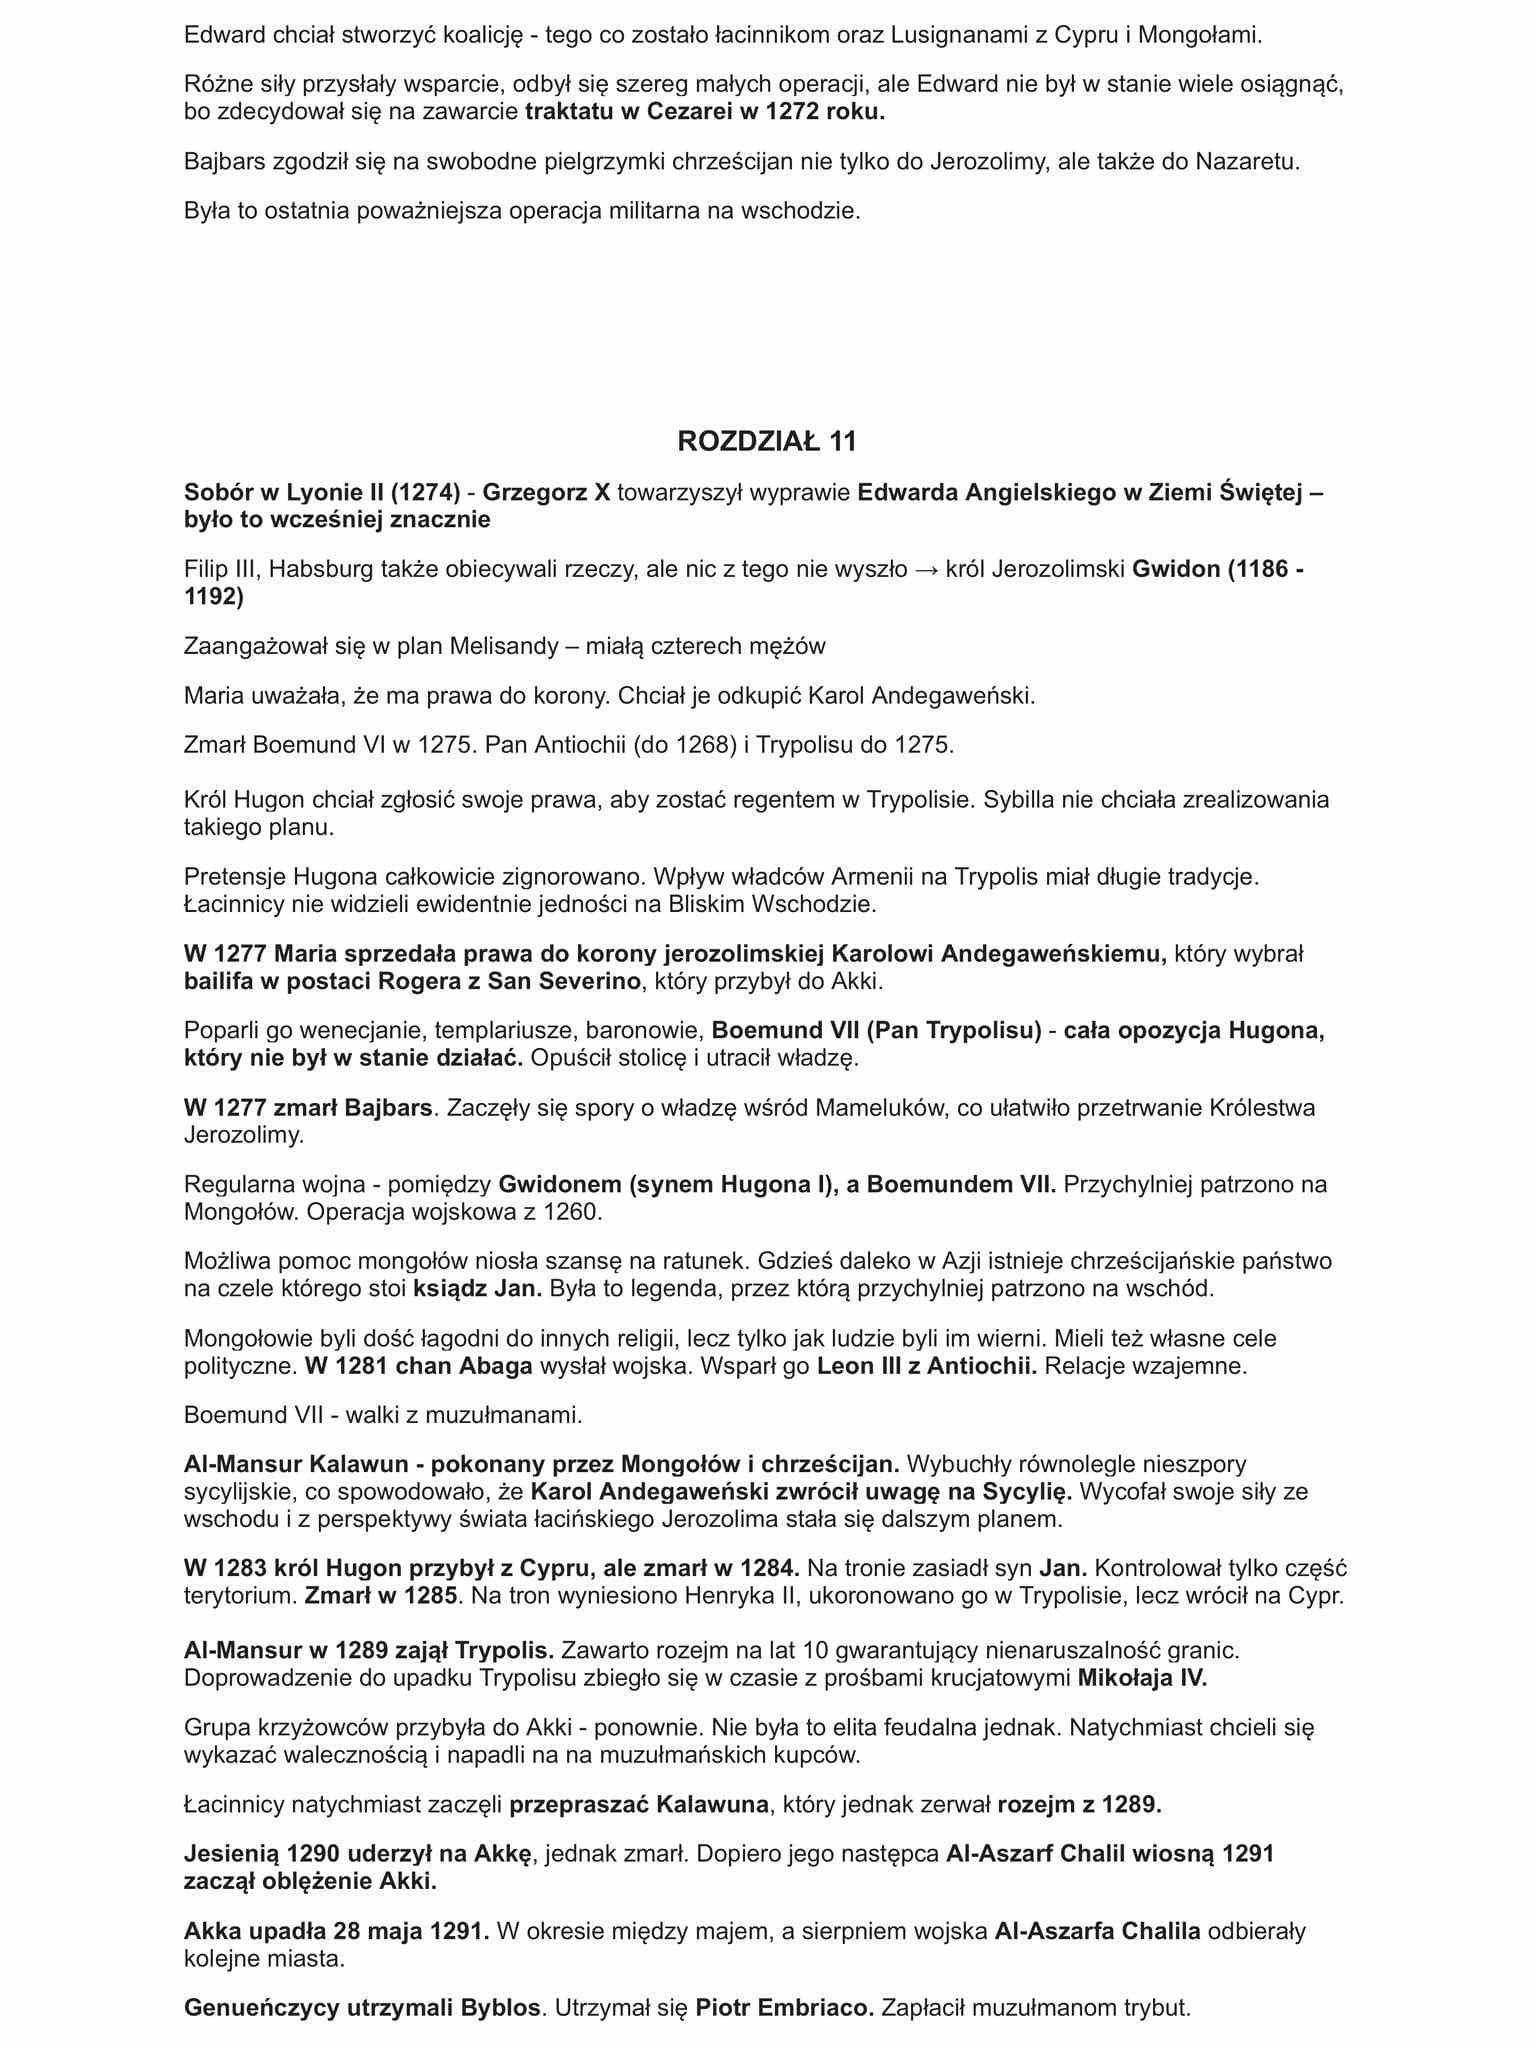 Edward chciał stworzyć koalicję - tego co zostało łacinnikom oraz Lusignanami z Cypru i Mongołami.
Różne siły przysłały wsparcie, odbył się szereg małych operacji, ale Edward nie był w stanie wiele osiągnąć,
bo zdecydował się na zawarcie traktatu w Cezarei w 1272 roku.
Bajbars zgodził się na swobodne pielgrzymki chrześcijan nie tylko do Jerozolimy, ale także do Nazaretu.
Była to ostatnia poważniejsza operacja militarna na wschodzie.
ROZDZIAŁ 11
Sobór w Lyonie II (1274) - Grzegorz X towarzyszył wyprawie Edwarda Angielskiego w Ziemi Świętej –
było to wcześniej znacznie
Filip III, Habsburg także obiecywali rzeczy, ale nic z tego nie wyszło → król Jerozolimski Gwidon (1186 -
1192)
Zaangażował się w plan Melisandy – miałą czterech mężów
Maria uważała, że ma prawa do korony. Chciał je odkupić Karol Andegaweński.
Zmarł Boemund VI w 1275. Pan Antiochii (do 1268) i Trypolisu do 1275.
Król Hugon chciał zgłosić swoje prawa, aby zostać regentem w Trypolisie. Sybilla nie chciała zrealizowania
takiego planu.
Pretensje Hugona całkowicie zignorowano. Wpływ władców Armenii na Trypolis miał długie tradycje.
Łacinnicy nie widzieli ewidentnie jedności na Bliskim Wschodzie.
W 1277 Maria sprzedała prawa do korony jerozolimskiej Karolowi Andegaweńskiemu, który wybrał
bailifa w postaci Rogera z San Severino, który przybył do Akki.
Poparli go wenecjanie, templariusze, baronowie, Boemund VII (Pan Trypolisu) - cała opozycja Hugona,
który nie był w stanie działać. Opuścił stolicę i utracił władzę.
W 1277 zmarł Bajbars. Zaczęły się spory o władzę wśród Mameluków, co ułatwiło przetrwanie Królestwa
Jerozolimy.
Regularna wojna - pomiędzy Gwidonem (synem Hugona I), a Boemundem VII. Przychylniej patrzono na
Mongołów. Operacja wojskowa z 1260.
Możliwa pomoc mongołów niosła szansę na ratunek. Gdzieś daleko w Azji istnieje chrześcijańskie państwo
na czele którego stoi ksiądz Jan. Była to legenda, przez którą przychylniej patrzono na wschód.
Mongołowie byli dość łagodni do innych religii, lecz tylko jak ludzie byli im wierni. Mieli też własne cele
polityczne. W 1281 chan Abaga wysłał wojska. Wsparł go Leon III z Antiochii. Relacje wzajemne.
Boemund VII - walki z muzułmanami.
Al-Mansur Kalawun - pokonany przez Mongołów i chrześcijan. Wybuchły równolegle nieszpory
sycylijskie, co spowodowało, że Karol Andegaweński zwrócił uwagę na Sycylię. Wycofał swoje siły ze
wschodu i z perspektywy świata łacińskiego Jerozolima stała się dalszym planem.
W 1283 król Hugon przybył z Cypru, ale zmarł w 1284. Na tronie zasiadł syn Jan. Kontrolował tylko część
terytorium. Zmarł w 1285. Na tron wyniesiono Henryka II, ukoronowano go w Trypolisie, lecz wrócił na Cypr.
Al-Mansur w 1289 zajął Trypolis. Zawarto rozejm na lat 10 gwarantujący nienaruszalność granic.
Doprowadzenie do upadku Trypolisu zbiegło się w czasie z prośbami krucjatowymi Mikołaja IV.
Grupa krzyżowców przybyła do Akki - ponownie. Nie była to elita feudalna jednak. Natychmiast chcieli się
wykazać walecznością i napadli na na muzułmańskich kupców.
Łacinnicy natychmiast zaczęli przepraszać Kalawuna, który jednak zerwał rozejm z 1289.
Jesienią 1290 uderzył na Akkę, jednak zmarł. Dopiero jego następca Al-Aszarf Chalil wiosną 1291
zaczął oblężenie Akki.
Akka upadła 28 maja 1291. W okresie między majem, a sierpniem wojska Al-Aszarfa Chalila odbierały
kolejne miasta.
Genueńczycy utrzymali Byblos. Utrzymał się Piotr Embriaco. Zapłacił muzułmanom trybut.